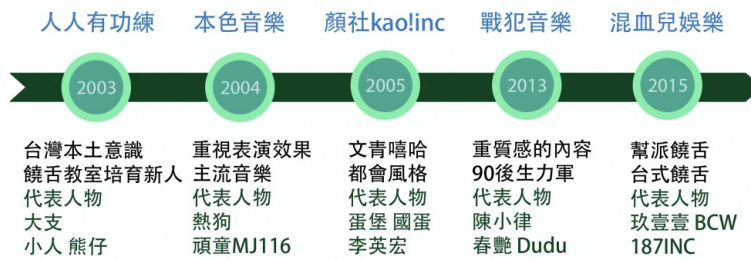 人人有功練
本色音樂
顏社kao!inc
戰犯音樂
混血兒娛樂
2003
2004
2005
2013
2015
台灣本土意識
饒舌教室培育新人
代表人物
大支
小人 熊仔
重視表演效果
主流音樂
代表人物
熱狗
頑童MJ116
文青嘻哈
都會風格
代表人物
蛋堡 國蛋
李英宏
重質感的內容
90後生力軍
代表人物
陳小律
春艷 Dudu
幫派饒舌
台式饒舌
代表人物
玖壹壹 BCW
187INC